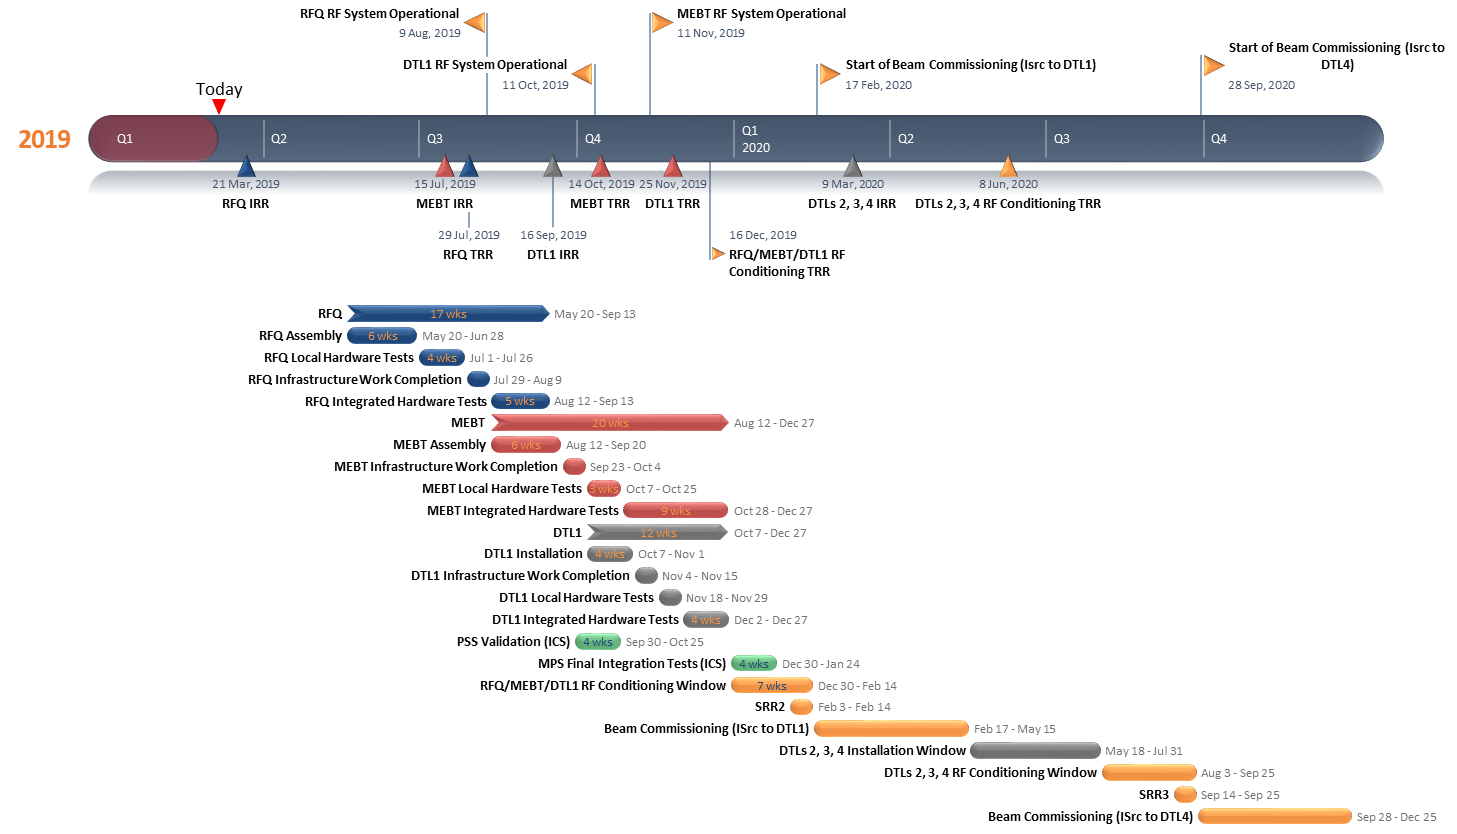 RFQ RF System Operational
9 Aug, 2019
MEBT RF System Operational
11 Nov, 2019
DTL1 RF System Operational
11 Oct, 2019
Start of Beam Commissioning (Isrc to DTL1)
17 Feb, 2020
Start of Beam Commissioning (Isrc to
DTL4)
28 Sep, 2020
Today
2019
Q1
Q2
Q3
Q4
Q1
2020
Q2
Q3
Q4
21 Mar, 2019
RFQ IRR
15 Jul, 2019
MEBT IRR
14 Oct, 2019
MEBT TRR
25 Nov, 2019
DTL1 TRR
9 Mar, 2020
DTLs 2, 3, 4 IRR
8 Jun, 2020
DTLs 2, 3, 4 RF Conditioning TRR
29 Jul, 2019
RFQ TRR
16 Sep, 2019
DTL1 IRR
16 Dec, 2019
RFQ/MEBT/DTL1 RF
Conditioning TRR
RFQ 17 wks May 20 - Sep 13
RFQ Assembly 6 wks May 20 - Jun 28
RFQ Local Hardware Tests 4 wks Jul 1 - Jul 26
RFQ Infrastructure Work Completion Jul 29 - Aug 9
RFQ Integrated Hardware Tests 5 wks Aug 12 - Sep 13
MEBT 20 wks Aug 12 - Dec 27
MEBT Assembly 6 wks Aug 12 - Sep 20
MEBT Infrastructure Work Completion Sep 23 - Oct 4
MEBT Local Hardware Tests 3 wks Oct 7 - Oct 25
MEBT Integrated Hardware Tests 9 wks Oct 28 - Dec 27
DTL1 12 wks Oct 7 - Dec 27
DTL1 Installation 4 wks Oct 7 - Nov 1
DTL1 Infrastructure Work Completion Nov 4 - Nov 15
DTL1 Local Hardware Tests Nov 18 - Nov 29
DTL1 Integrated Hardware Tests 4 wks Dec 2 - Dec 27
PSS Validation (ICS) 4 wks Sep 30 - Oct 25
MPS Final Integration Tests (ICS) 4 wks Dec 30 - Jan 24
RFQ/MEBT/DTL1 RF Conditioning Window 7 wks Dec 30 - Feb 14
SRR2 Feb 3 - Feb 14
Beam Commissioning (ISrc to DTL1) Feb 17 - May 15
DTLs 2, 3, 4 Installation Window May 18 - Jul 31
DTLs 2, 3, 4 RF Conditioning Window Aug 3 - Sep 25
SRR3 Sep 14 - Sep 25
Beam Commissioning (ISrc to DTL4) Sep 28 - Dec 25